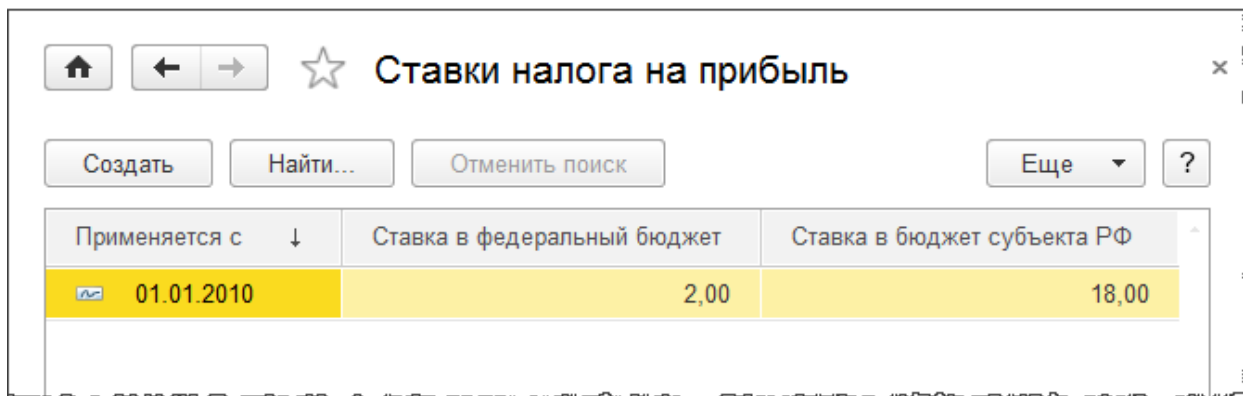 Ставки налога на прибыль
Создать Найти... Отменить поиск Еще ?
Применяется с ↓ Ставка в федеральный бюджет Ставка в бюджет субъекта РФ
01.01.2010 2,00 18,00